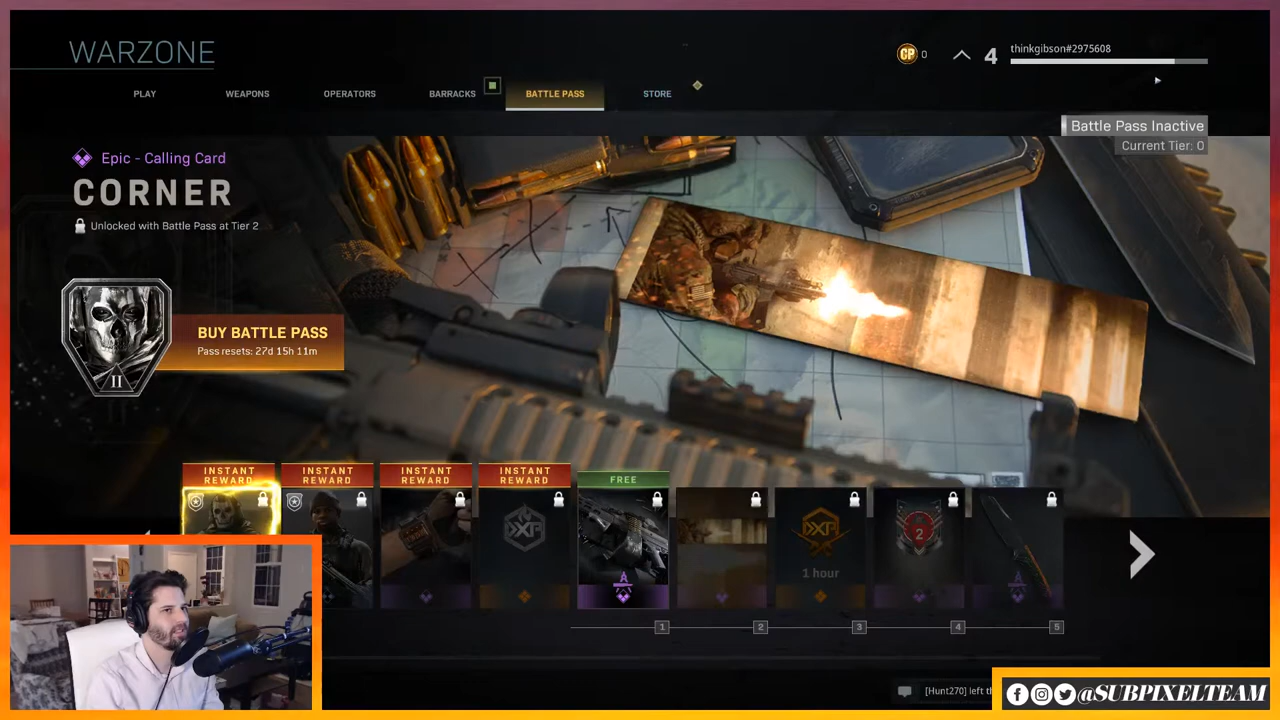 WARZONE
CP 0
4
thinkgibson#2975608
PLAY
WEAPONS
OPERATORS
BARRACKS
BATTLE PASS
STORE
Battle Pass Inactive
Current Tier: 0
Epic - Calling Card
CORNER
Unlocked with Battle Pass at Tier 2
II
BUY BATTLE PASS
Pass resets: 27d 15h 11m
INSTANT
REWARD
INSTANT
REWARD
INSTANT
REWARD
INSTANT
REWARD
FREE
DXP
DXP
1 hour
2
1
2
3
4
5
[Hunt270] left th
@SUBPIXELTEAM